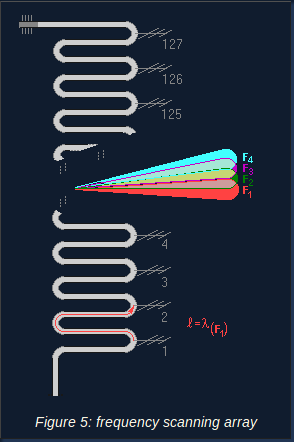 127
126
125
F4
F3
F2
F1
4
3
2
ℓ=λ(F1)
1
Figure 5: frequency scanning array